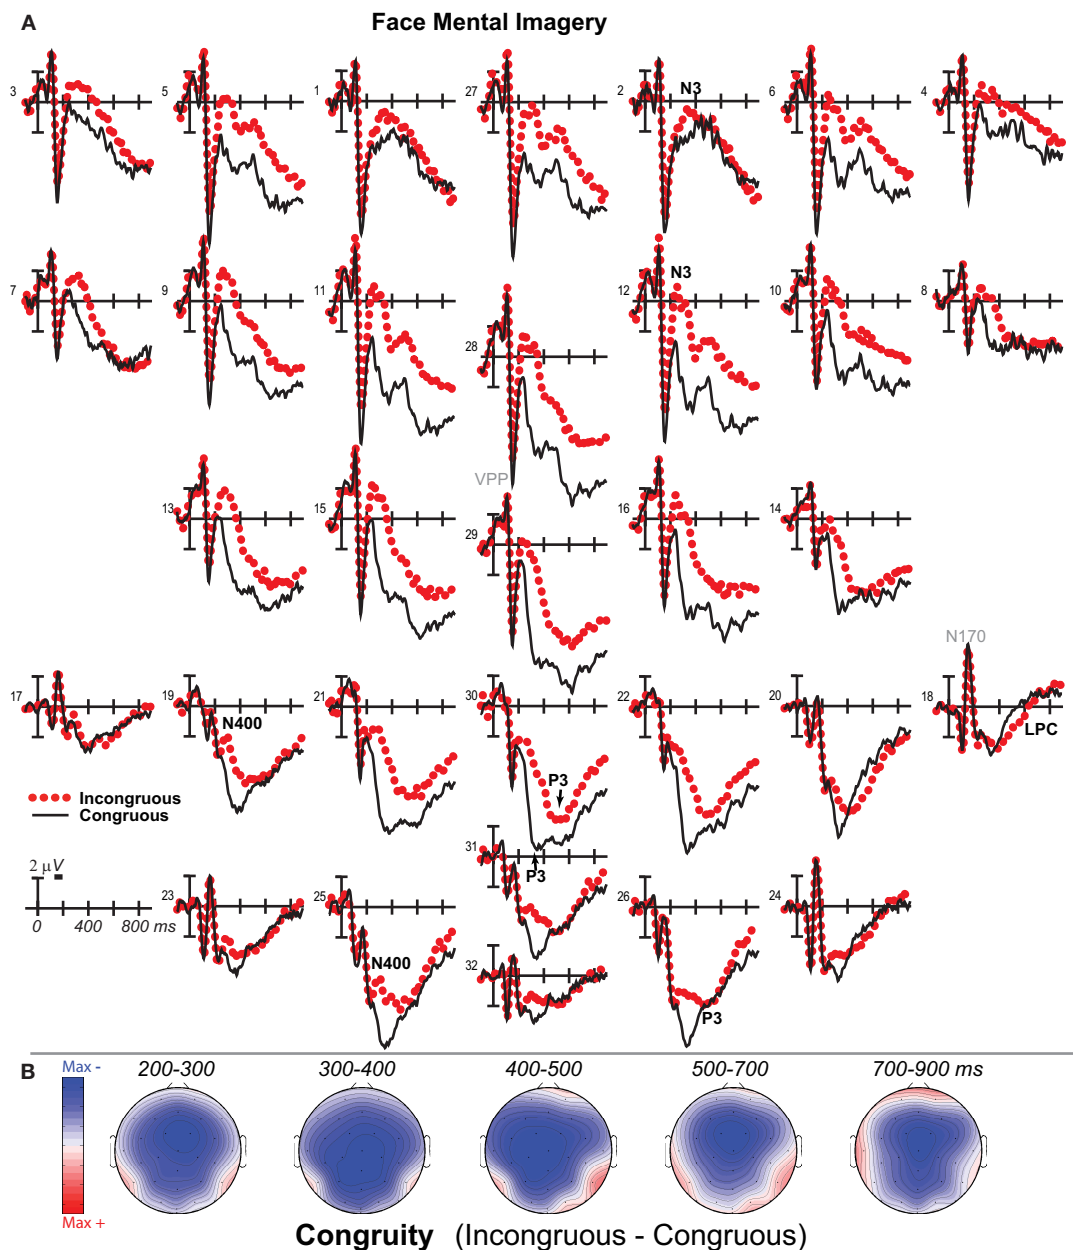 A
Face Mental Imagery
3
5
1
27
2
N3
6
4
7
9
11
28
12
N3
10
8
13
15
VPP
29
16
14
N170
17
19
N400
21
30
P3
22
20
18
LPC
Incongruous
Congruous
31
P3
2 μV
0 400 800 ms
23
25
N400
32
26
P3
24
B
Max -
200-300
300-400
400-500
500-700
700-900 ms
Max +
Congruity (Incongruous - Congruous)